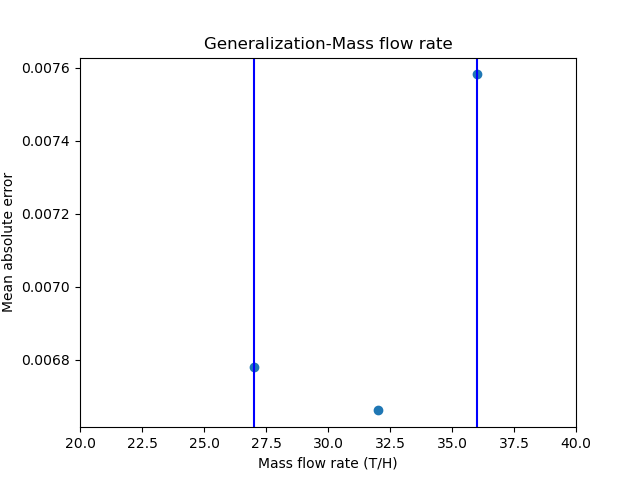 Generalization-Mass flow rate
0.0076
0.0074
0.0072
0.0070
0.0068
Mean absolute error
20.0 22.5 25.0 27.5 30.0 32.5 35.0 37.5 40.0
Mass flow rate (T/H)